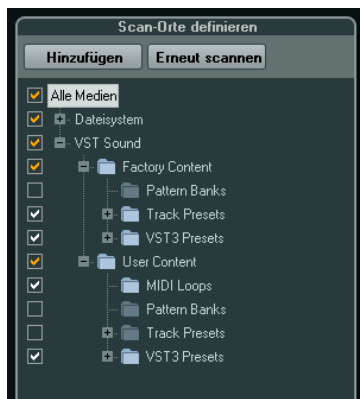 Scan-Orte definieren
Hinzufügen Erneut scannen
Alle Medien
Dateisystem
VST Sound
Factory Content
Pattern Banks
Track Presets
VST3 Presets
User Content
MIDI Loops
Pattern Banks
Track Presets
VST3 Presets